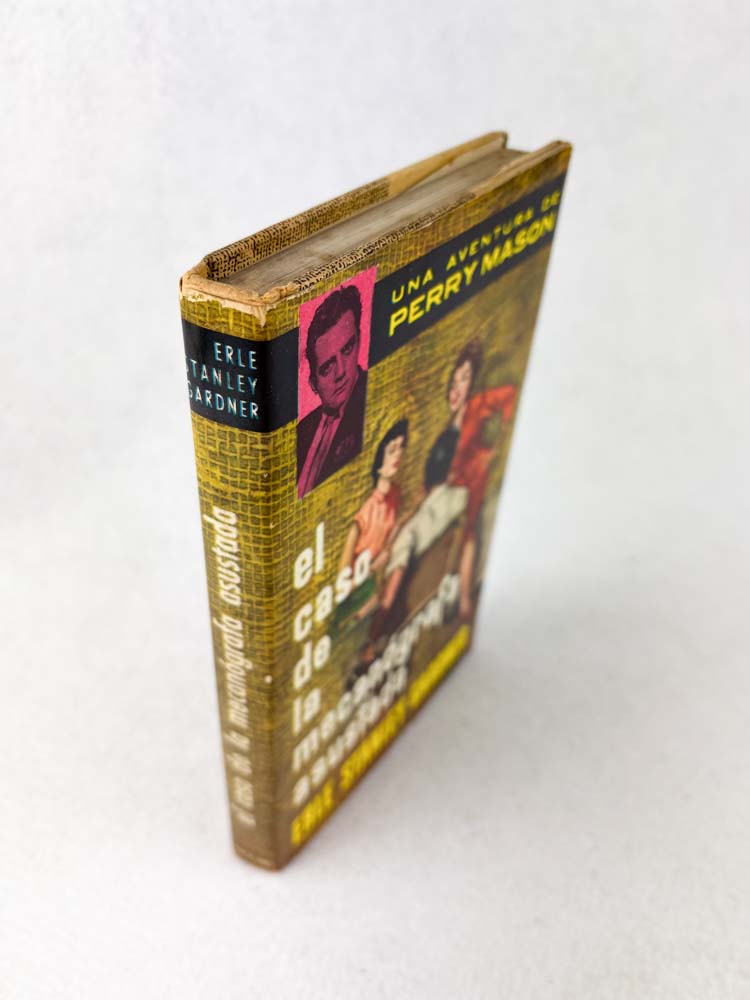 ERLE
STANLEY
GARDNER
el caso de la mecanógrafa asustada
UNA AVENTURA DE
PERRY MASON
el
caso
de
la
mecanógrafa
asustada
ERLE STANLEY GARDNER